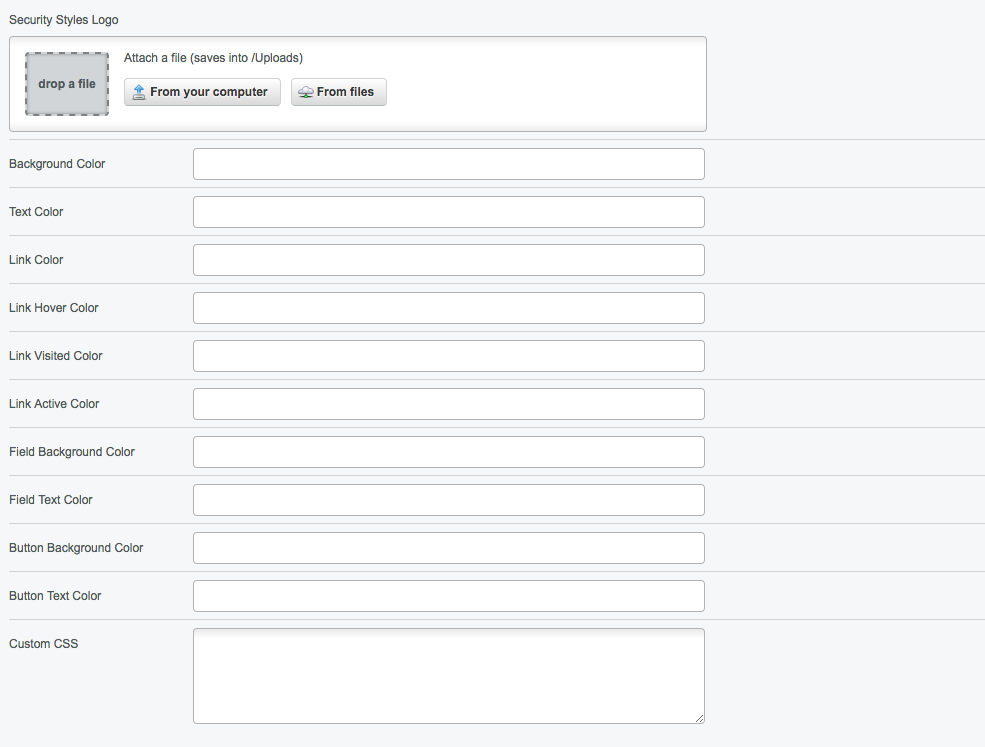 Security Styles Logo
Attach a file (saves into /Uploads)
drop a file
From your computer
From files
Background Color
Text Color
Link Color
Link Hover Color
Link Visited Color
Link Active Color
Field Background Color
Field Text Color
Button Background Color
Button Text Color
Custom CSS